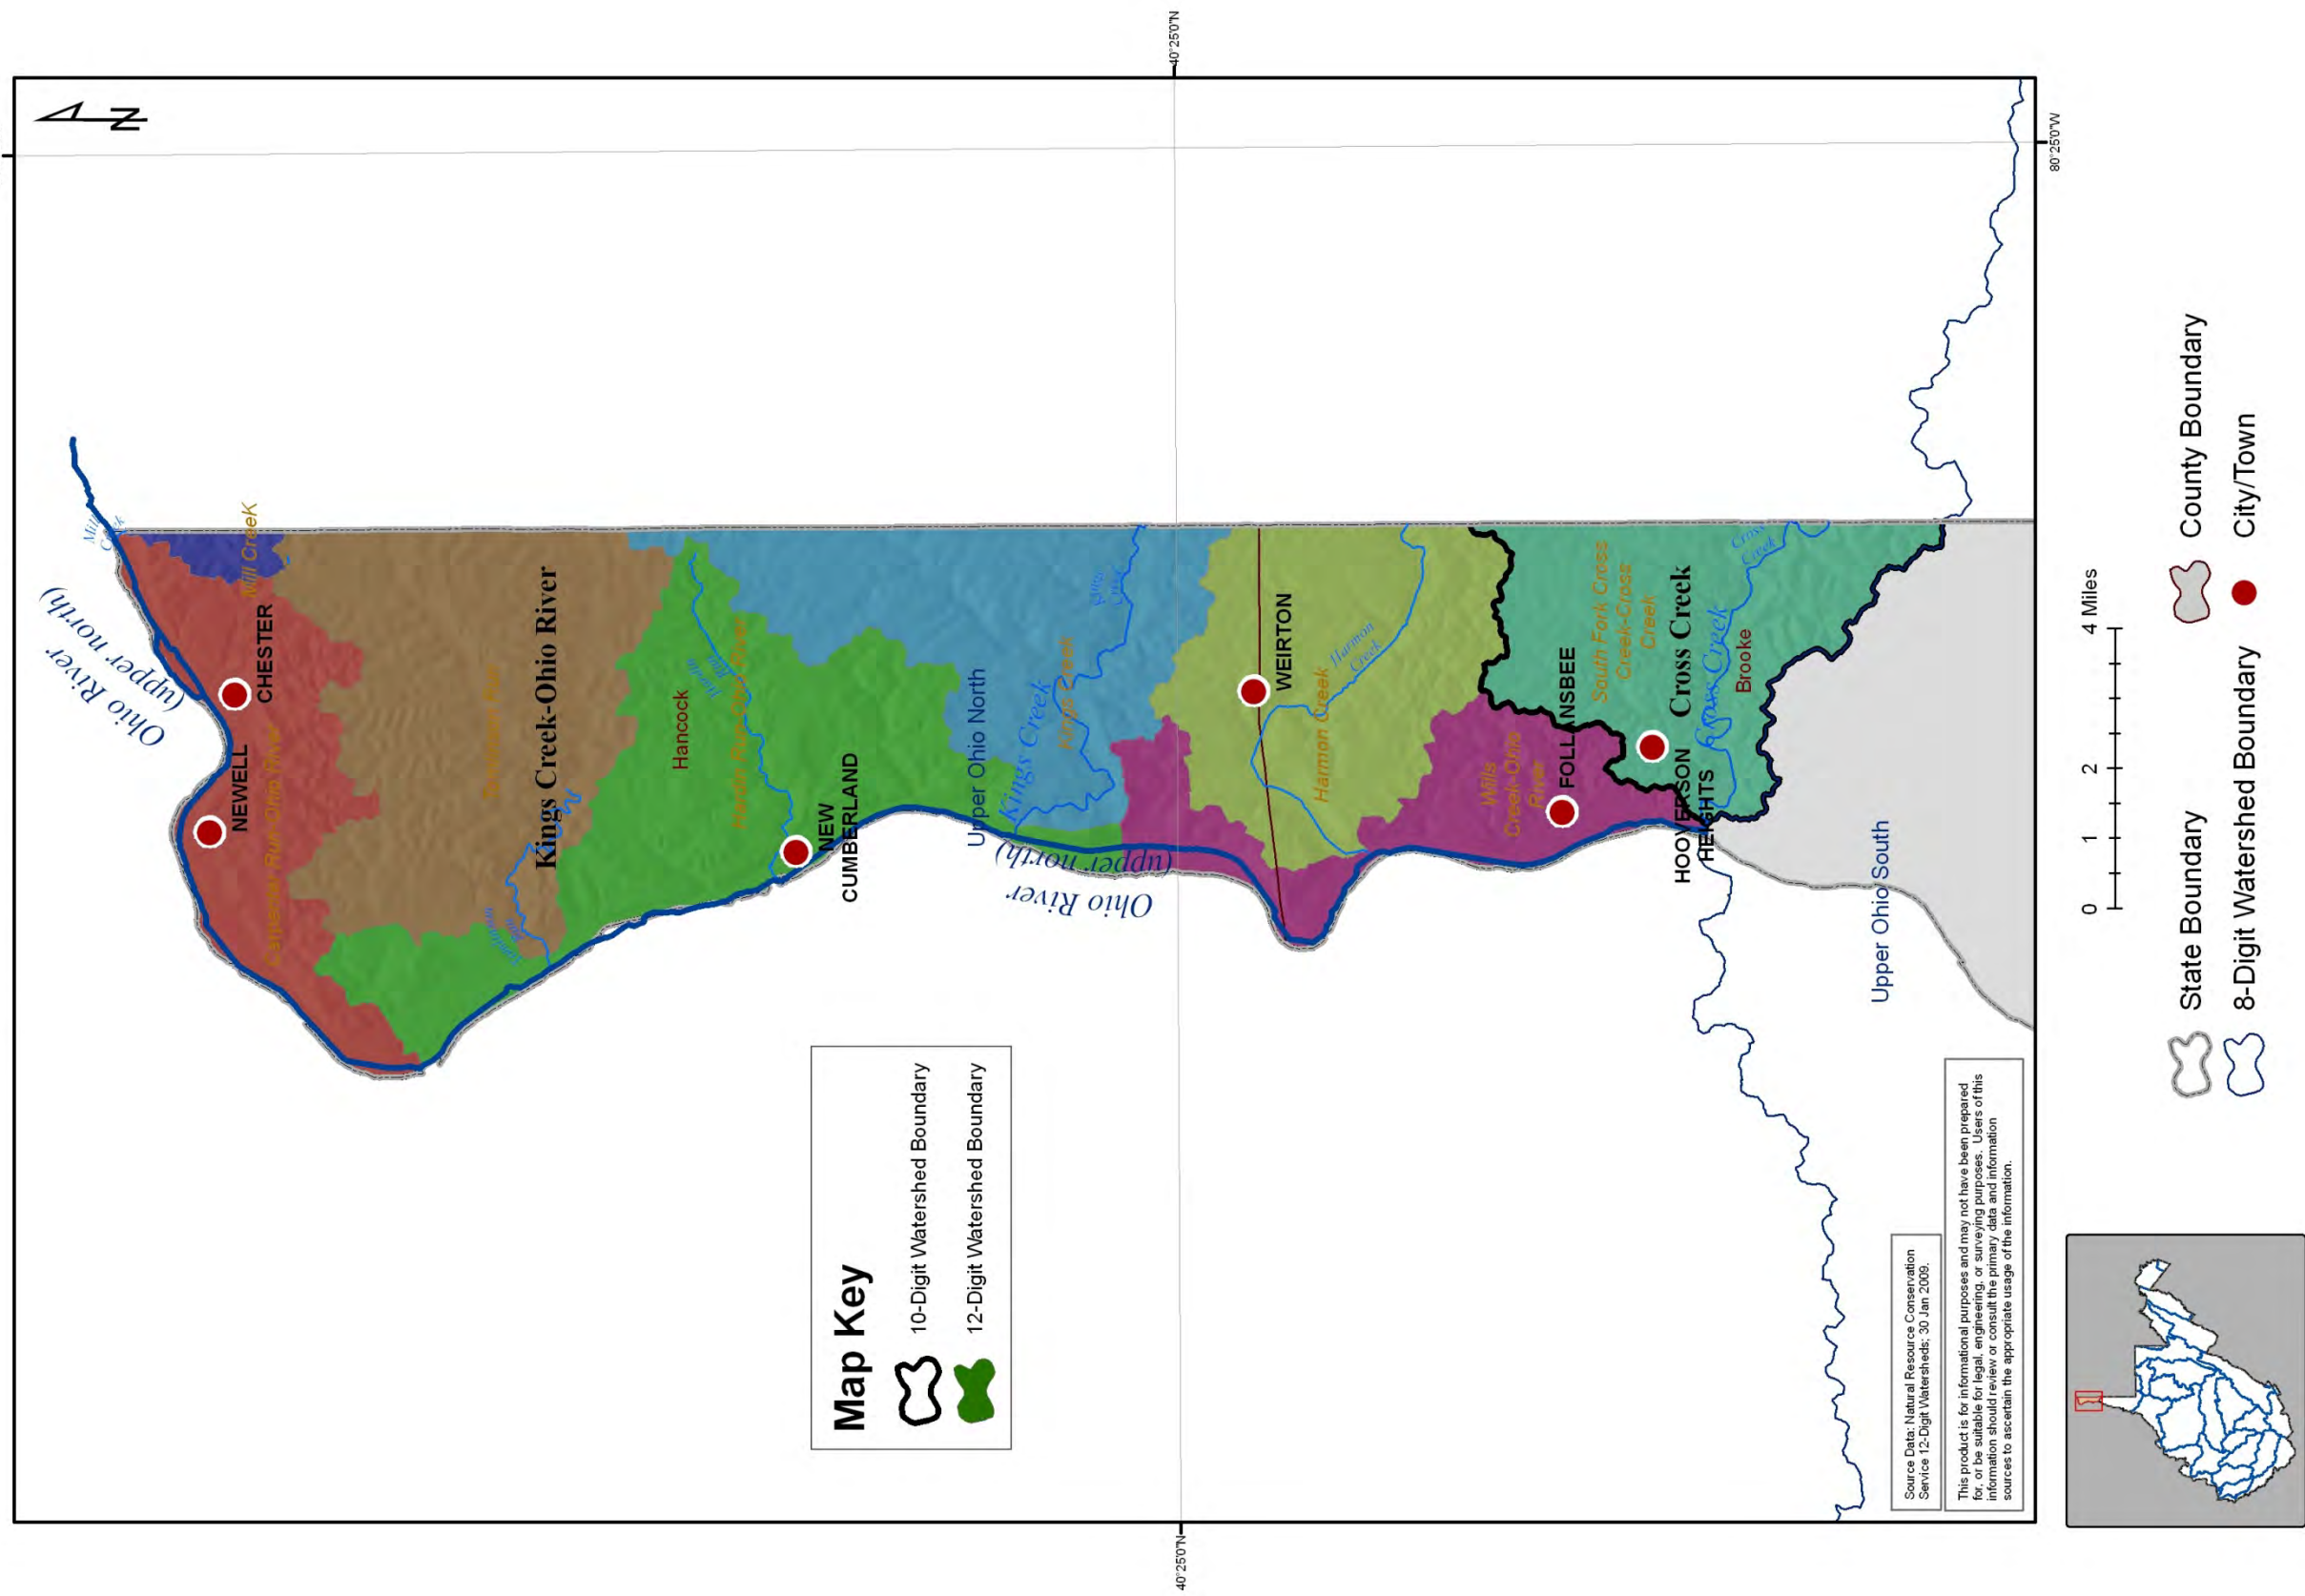 40°25'0"N
N
Ohio River
(upper north)
Mill
Creek
Mill CreeK
CHESTER
NEWELL
Carpenter Run-Ohio River
Tomlinson Run
Kings Creek-Ohio River
Tomlinson
Run
Hancock
Hardin Run-Ohio River
Hardin
Run
NEW
CUMBERLAND
Upper Ohio North
Kings Creek
Kings Creek
Kings
Creek
Ohio River
(upper north)
WEIRTON
Harmon
Creek
Harmon Creek
Wills
Creek-Ohio
River
FOLLANSBEE
South Fork Cross
Creek-Cross
Creek
Cross Creek
HOOVERSON
HEIGHTS
Cross Creek
Cross
Creek
Brooke
Upper Ohio South
80°25'0"W
40°25'0"N
Map Key
10-Digit Watershed Boundary
12-Digit Watershed Boundary
Source Data: Natural Resource Conservation
Service 12-Digit Watersheds; 30 Jan 2009.
This product is for informational purposes and may not have been prepared
for, or be suitable for legal, engineering, or surveying purposes. Users of this
information should review or consult the primary data and information
sources to ascertain the appropriate usage of the information.
0 1 2 4 Miles
State Boundary
County Boundary
8-Digit Watershed Boundary
City/Town